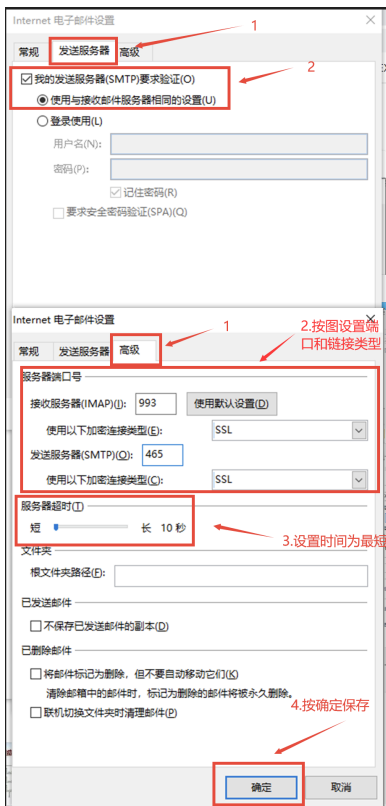 Internet 电子邮件设置
1
常规 发送服务器 高级
2
我的发送服务器(SMTP)要求验证(O)
使用与接收邮件服务器相同的设置(U)
登录使用(L)
用户名(N):
密码(P):
记住密码(R)
要求安全密码验证(SPA)(Q)
Internet 电子邮件设置
1
2.按图设置端
口和链接类型
常规 发送服务器 高级
服务器端口号
接收服务器(IMAP)(I): 993 使用默认设置(D)
使用以下加密连接类型(E): SSL
发送服务器(SMTP)(O): 465
使用以下加密连接类型(C): SSL
服务器超时(T)
短 长 10 秒
3.设置时间为最短
文件夹
根文件夹路径(F):
已发送邮件
不保存已发送邮件的副本(D)
已删除邮件
将邮件标记为删除，但不要自动移动它们(K)
清除邮箱中的邮件时，标记为删除的邮件将被永久删除。
联机切换文件夹时清理邮件(P)
4.按确定保存
确定 取消